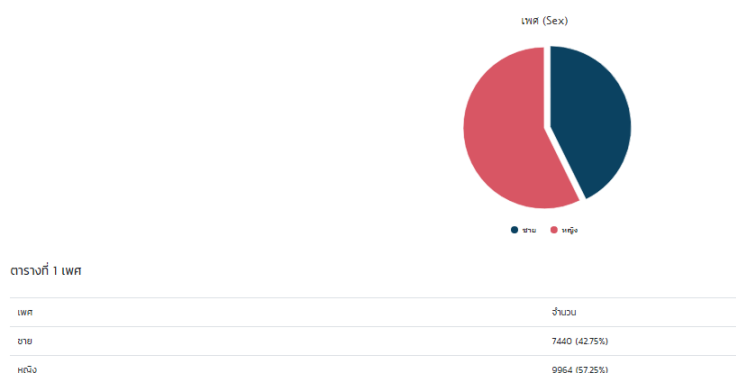 เพศ (Sex)
ชาย หญิง
ตารางที่ 1 เพศ
เพศ จำนวน
ชาย 7440 (42.75%)
หญิง 9964 (57.25%)